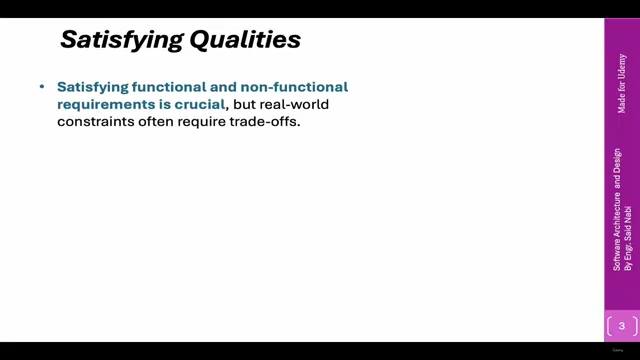 Satisfying Qualities
• Satisfying functional and non-functional
requirements is crucial, but real-world
constraints often require trade-offs.
Made for Udemy
Software Architecture and Design
By Engr. Said Nabi
3